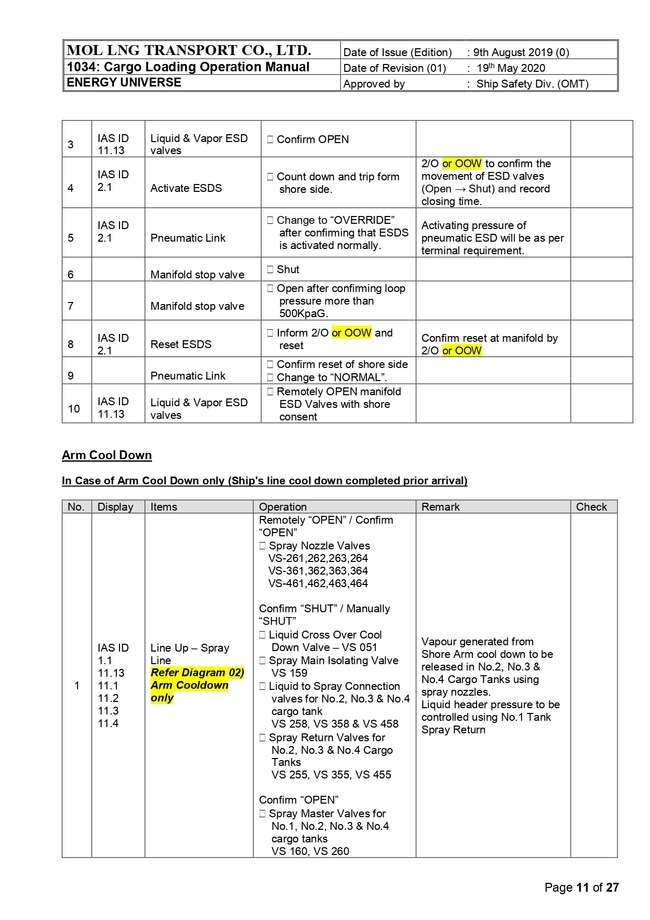 MOL LNG TRANSPORT CO., LTD.
Date of Issue (Edition) : 9th August 2019 (0)
1034: Cargo Loading Operation Manual
Date of Revision (01) : 19th May 2020
ENERGY UNIVERSE
Approved by : Ship Safety Div. (OMT)
3
IAS ID
11.13
Liquid & Vapor ESD
valves
□ Confirm OPEN
4
IAS ID
2.1
Activate ESDS
□ Count down and trip form
shore side.
2/O or OOW to confirm the
movement of ESD valves
(Open → Shut) and record
closing time.
5
IAS ID
2.1
Pneumatic Link
□ Change to “OVERRIDE”
after confirming that ESDS
is activated normally.
Activating pressure of
pneumatic ESD will be as per
terminal requirement.
6
Manifold stop valve
□ Shut
7
Manifold stop valve
□ Open after confirming loop
pressure more than
500KpaG.
8
IAS ID
2.1
Reset ESDS
□ Inform 2/O or OOW and
reset
Confirm reset at manifold by
2/O or OOW
9
Pneumatic Link
□ Confirm reset of shore side
□ Change to “NORMAL”.
10
IAS ID
11.13
Liquid & Vapor ESD
valves
□ Remotely OPEN manifold
ESD Valves with shore
consent
Arm Cool Down
In Case of Arm Cool Down only (Ship's line cool down completed prior arrival)
No. Display Items Operation Remark Check
1
IAS ID
1.1
11.13
11.1
11.2
11.3
11.4
Line Up – Spray
Line
Refer Diagram 02)
Arm Cooldown
only
Remotely “OPEN” / Confirm
“OPEN”
□ Spray Nozzle Valves
VS-261,262,263,264
VS-361,362,363,364
VS-461,462,463,464
Confirm “SHUT” / Manually
“SHUT”
□ Liquid Cross Over Cool
Down Valve – VS 051
□ Spray Main Isolating Valve
VS 159
□ Liquid to Spray Connection
valves for No.2, No.3 & No.4
cargo tank
VS 258, VS 358 & VS 458
□ Spray Return Valves for
No.2, No.3 & No.4 Cargo
Tanks
VS 255, VS 355, VS 455
Confirm “OPEN”
□ Spray Master Valves for
No.1, No.2, No.3 & No.4
cargo tanks
VS 160, VS 260
Vapour generated from
Shore Arm cool down to be
released in No.2, No.3 &
No.4 Cargo Tanks using
spray nozzles.
Liquid header pressure to be
controlled using No.1 Tank
Spray Return
Page 11 of 27